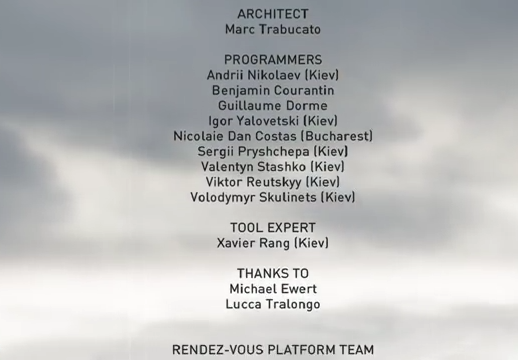 ARCHITECT
Marc Trabucato
PROGRAMMERS
Andrii Nikolaev (Kiev)
Benjamin Courantin
Guillaume Dorme
Igor Yalovetski (Kiev)
Nicolaie Dan Costas (Bucharest)
Sergii Pryshchepa (Kiev)
Valentyn Stashko (Kiev)
Viktor Reutskyy (Kiev)
Volodymyr Skulinets (Kiev)
TOOL EXPERT
Xavier Rang (Kiev)
THANKS TO
Michael Ewert
Lucca Tralongo
RENDEZ-VOUS PLATFORM TEAM